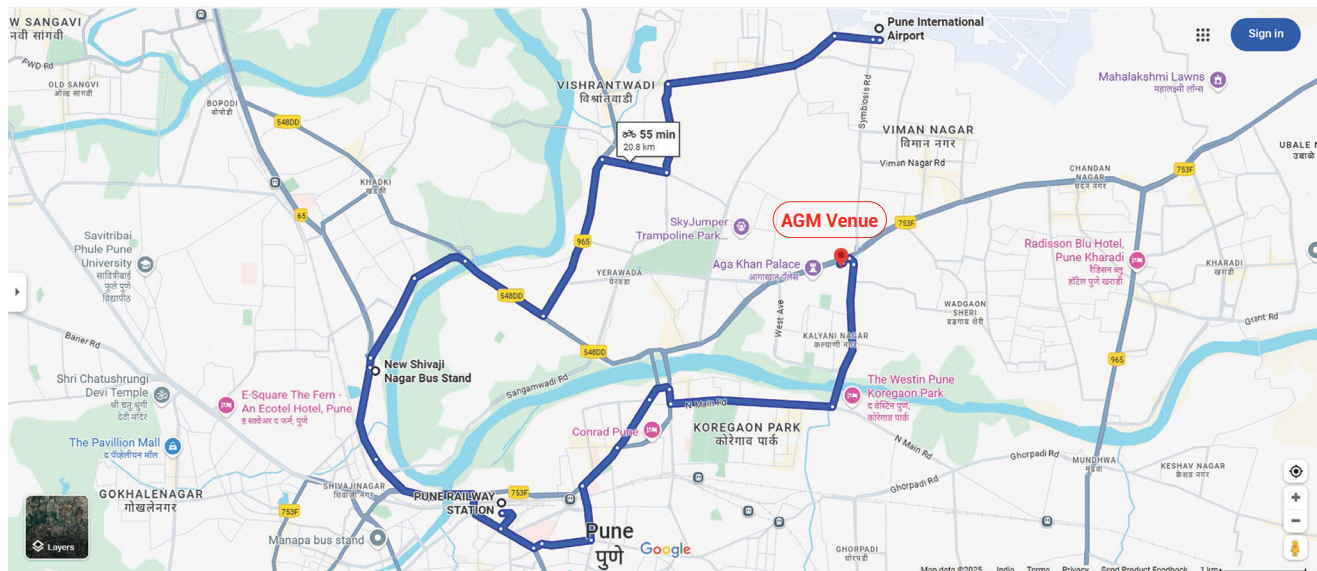 W SANGVI
नवी सांगवी
FWD Rd
OLD SANGVI
ओल्ड सांगवी
BOPODI
बोपोडी
548DD
VISHRANTWADI
विश्रांतवाडी
55 min
20.8 km
Pune International
Airport
Sign in
Mahalakshmi Lawns
महालक्ष्मी लॉन्स
Symbiosis Rd
VIMAN NAGAR
विमान नगर
Viman Nagar Rd
UBALE N
उबाळे
CHANDAN
NAGAR
चंदन नगर
753F
KHADKI
खडकी
65
Savitribai
Phule Pune
University
सावित्रीबाई
फुले पुणे
विद्यापीठ
965
SkyJumper
Trampoline Park...
AGM Venue
753F
Aga Khan Palace
आगाखान पॅलेस
YERAWADA
येरवडा
Radisson Blu Hotel,
Pune Kharadi
रॅडिसन ब्लू
हॉटेल पुणे खराडी
KHARADI
खराडी
548DD
West Ave
KALYANI NAGAR
कल्याणी नगर
WADGAON
SHERI
वडगाव शेरी
Grant Rd
Baner Rd
548DD
965
New Shivaji
Nagar Bus Stand
Sangamwadi Rd
Shri Chatushrungi
Devi Temple
श्री चतुःश्रृंगी
देवी मंदिर
E-Square The Fern -
An Ecotel Hotel, Pune
इ स्क्वेअर द फर्न, पुणे
The Westin Pune
Koregaon Park
द वेस्टिन पुणे,
कोरेगाव पार्क
N Main Rd
Conrad Pune
KOREGAON PARK
कोरेगाव पार्क
N Main Rd
The Pavillion Mall
द पॅव्हेलीयन मॉल
Ghorpadi Rd
MUNDHWA
मुंढवा
KESHAV NAGAR
केशव नगर
Ghorpadi Rd
GOKHALENAGAR
गोखलेनगर
SHIVAJINAGAR
शिवाजी नगर
PUNE RAILWAY
STATION
753F
753F
Layers
Manapa bus stand
Pune
पुणे
Google
GHORPADI
घोरपडी
Map data ©2025 India Terms Privacy Send Product Feedback 1 km